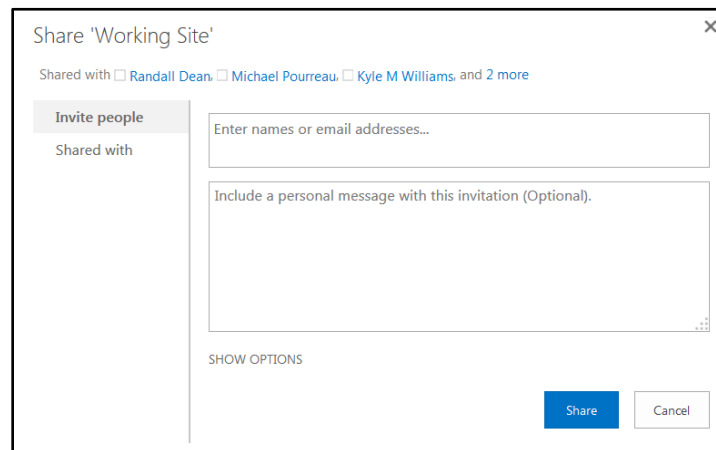 Share 'Working Site'
Shared with Randall Dean, Michael Pourreau, Kyle M Williams, and 2 more
Invite people
Shared with
Enter names or email addresses...
Include a personal message with this invitation (Optional).
SHOW OPTIONS
Share Cancel